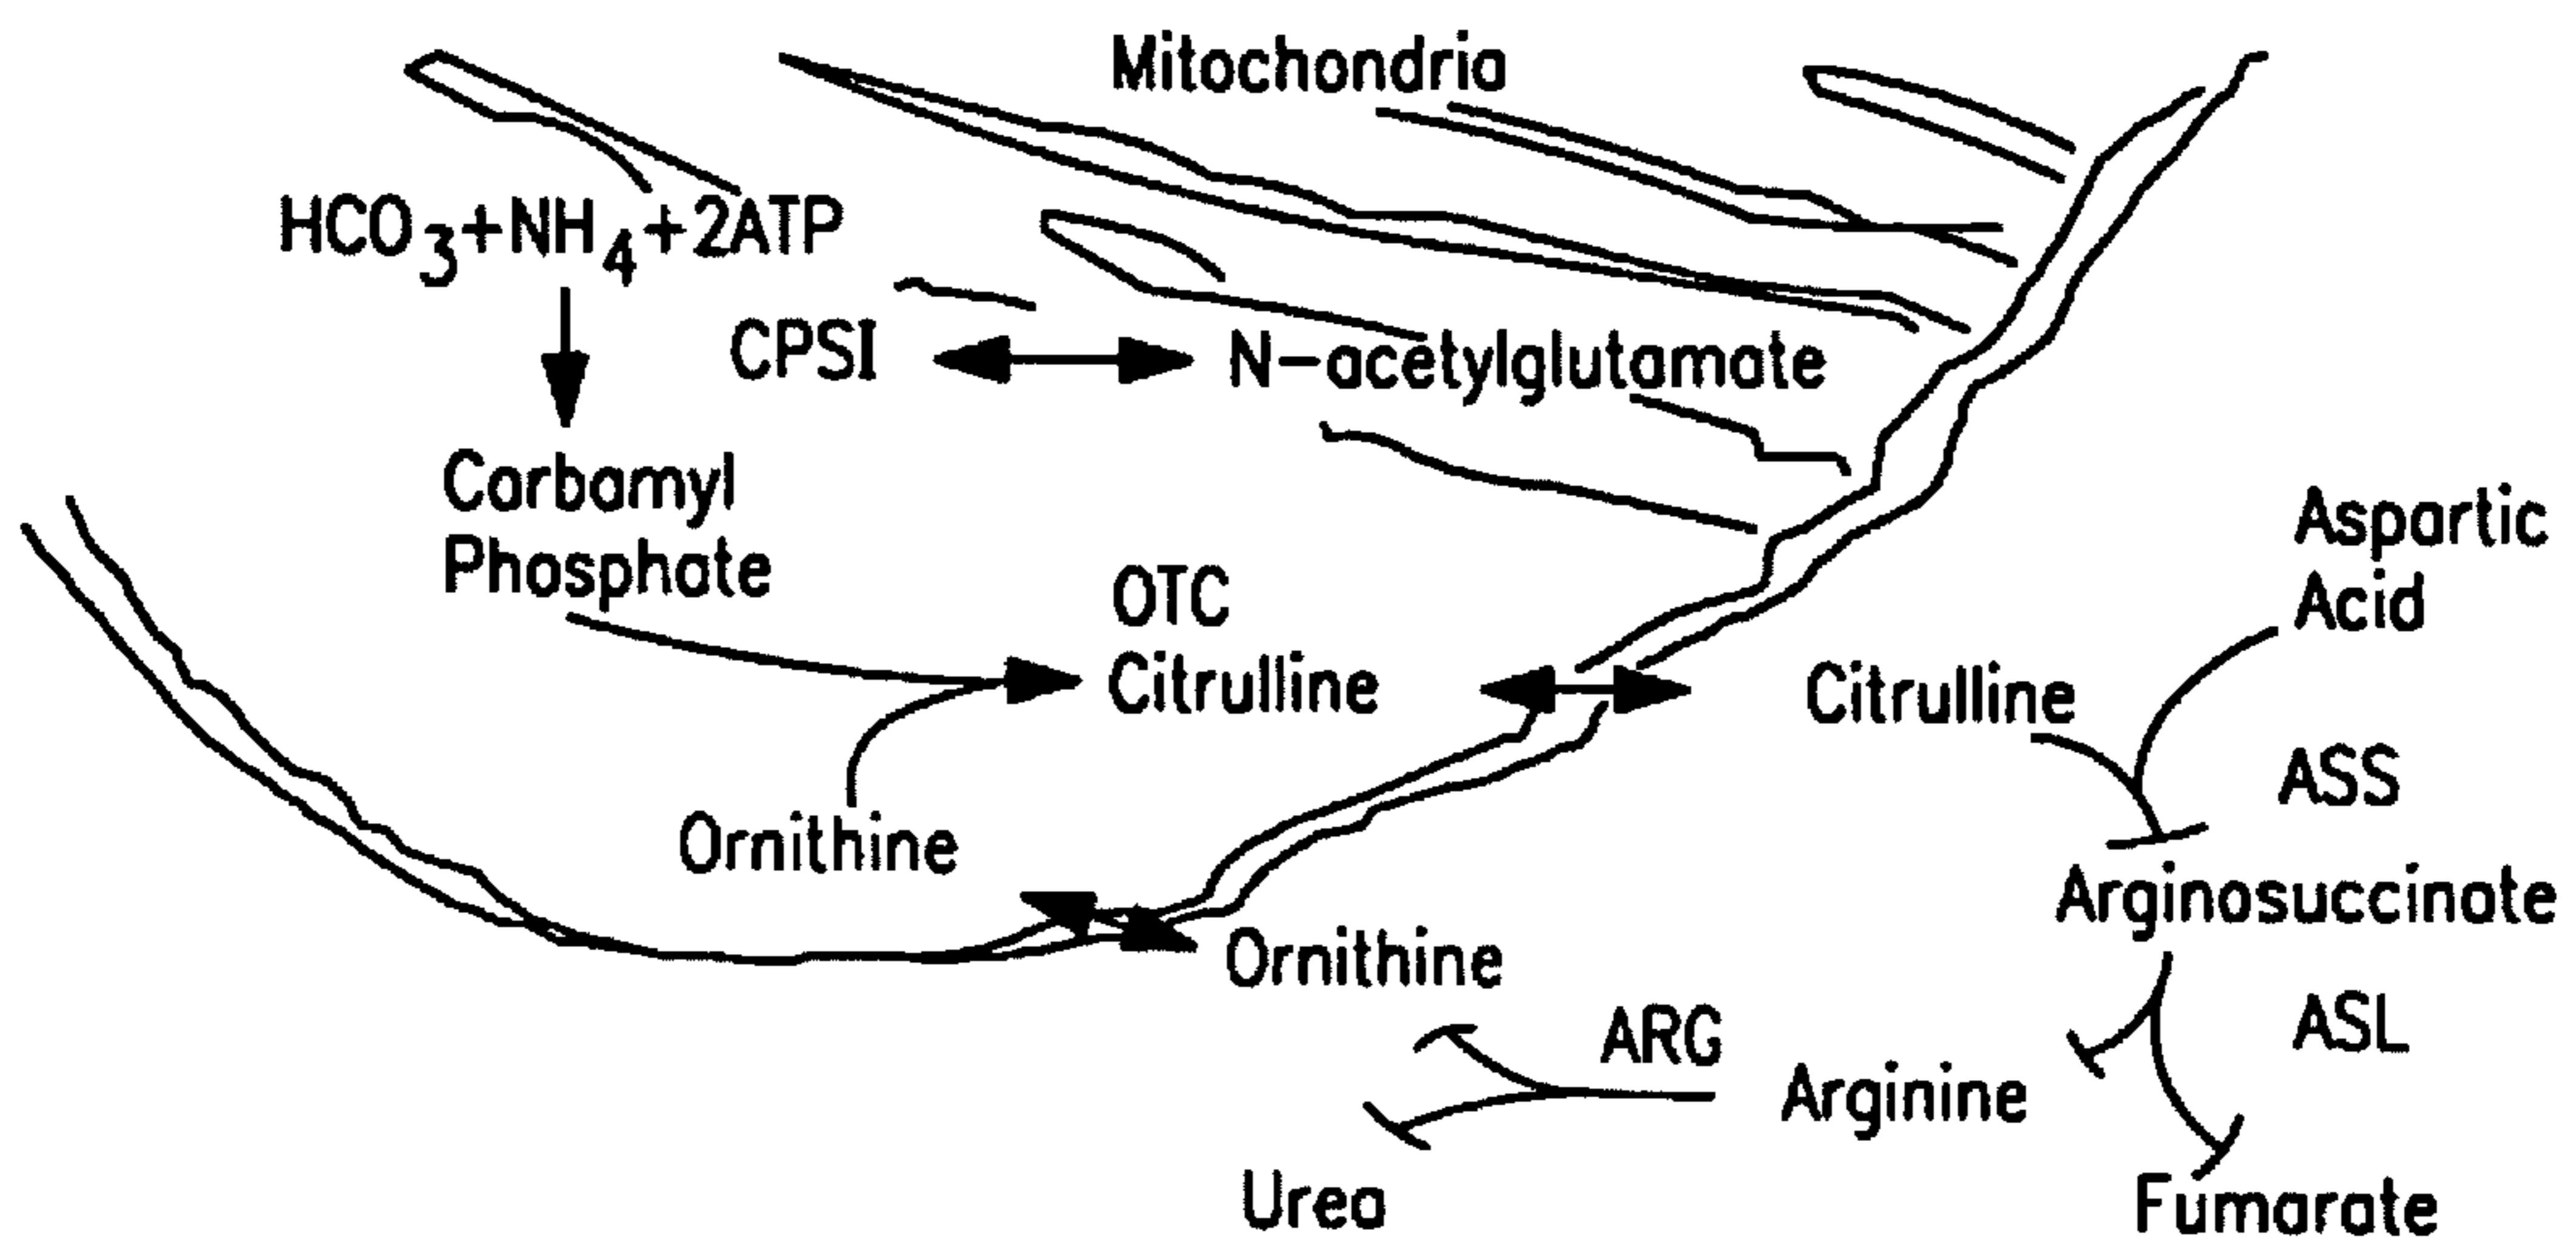 Mitochondria
HCO3+NH4+2ATP
CPSI
N-acetylglutamate
Carbamyl
Phosphate
Aspartic
Acid
OTC
Citrulline
Citrulline
ASS
Ornithine
Arginosuccinate
Ornithine
ARG
ASL
Arginine
Urea
Fumarate